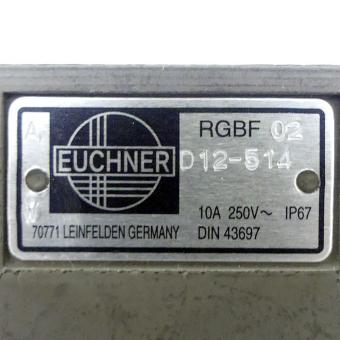 A
RGBF 02
EUCHNER
D12-514
V
10A 250V~ IP67
70771 LEINFELDEN GERMANY
DIN 43697